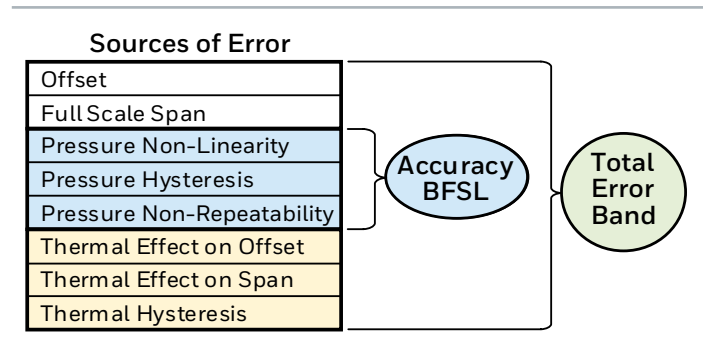 Sources of Error
Offset
Full Scale Span
Pressure Non-Linearity
Pressure Hysteresis
Pressure Non-Repeatability
Thermal Effect on Offset
Thermal Effect on Span
Thermal Hysteresis
Accuracy
BFSL
Total
Error
Band